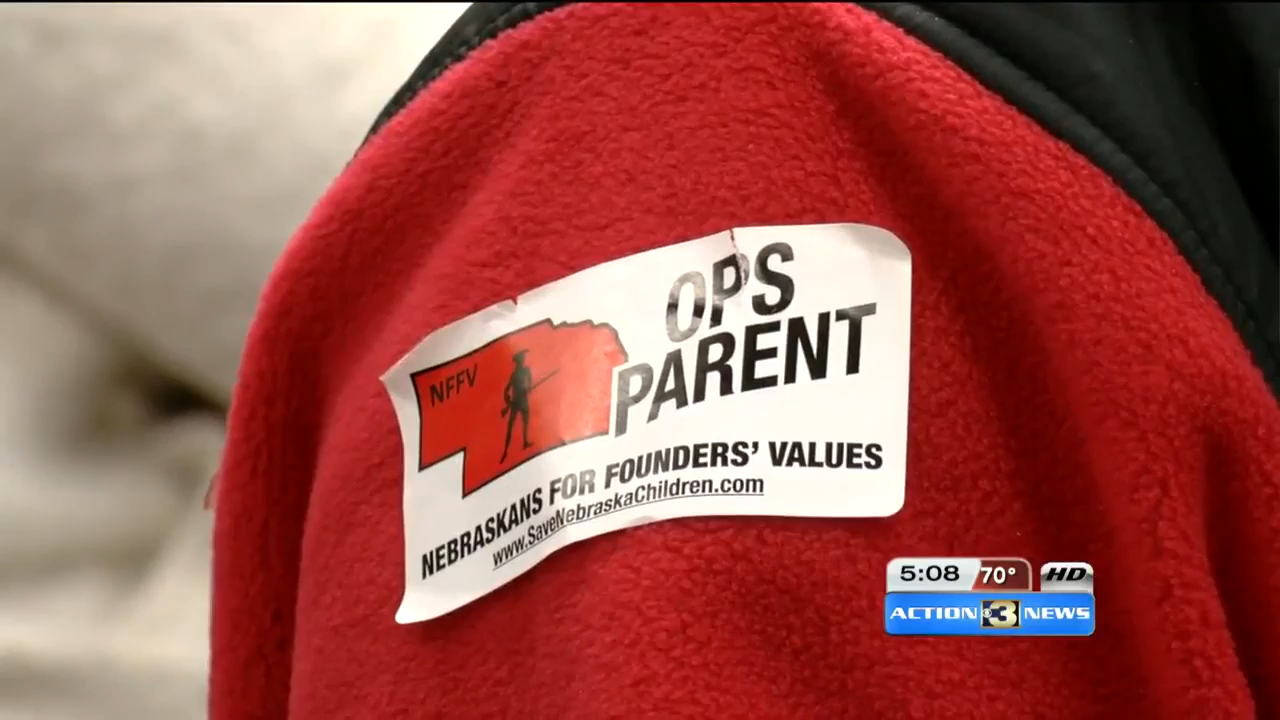 OPS
PARENT
NFFV
NEBRASKANS FOR FOUNDERS' VALUES
www.SaveNebraskaChildren.com
5:08 70° HD
ACTION 3 NEWS